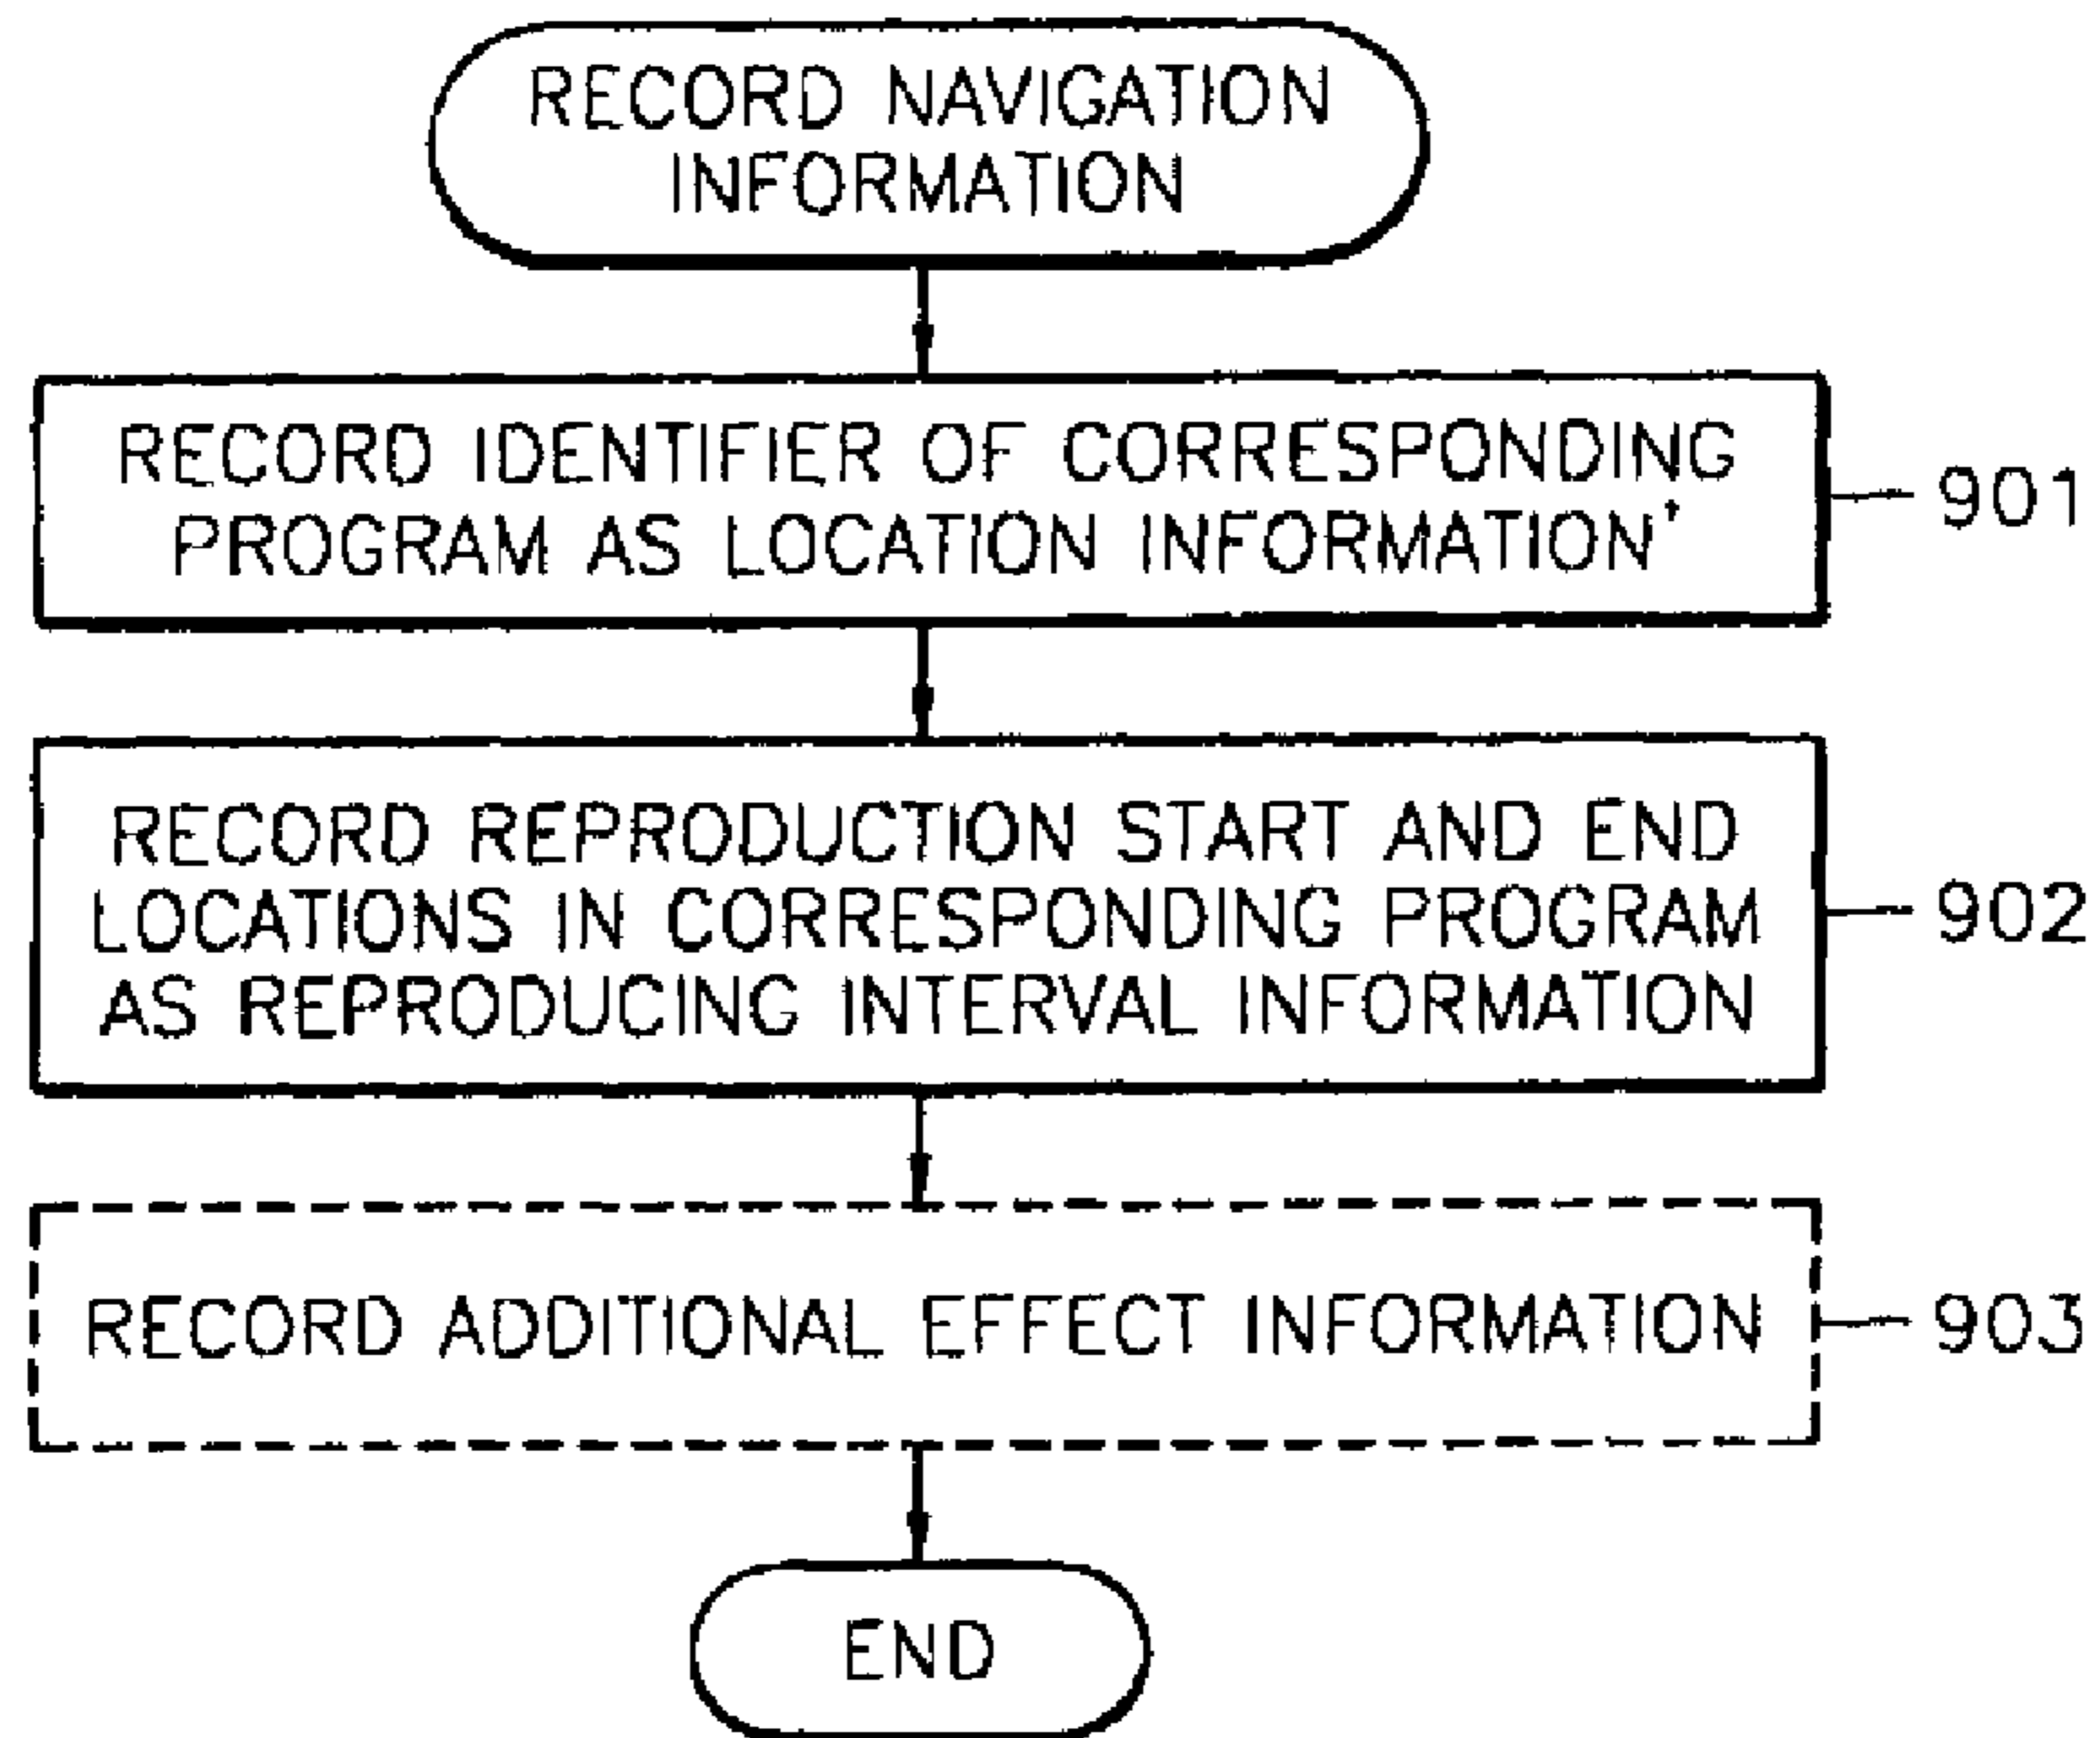 RECORD NAVIGATION
INFORMATION
RECORD IDENTIFIER OF CORRESPONDING
PROGRAM AS LOCATION INFORMATION'
901
RECORD REPRODUCTION START AND END
LOCATIONS IN CORRESPONDING PROGRAM
AS REPRODUCING INTERVAL INFORMATION
902
RECORD ADDITIONAL EFFECT INFORMATION
903
END